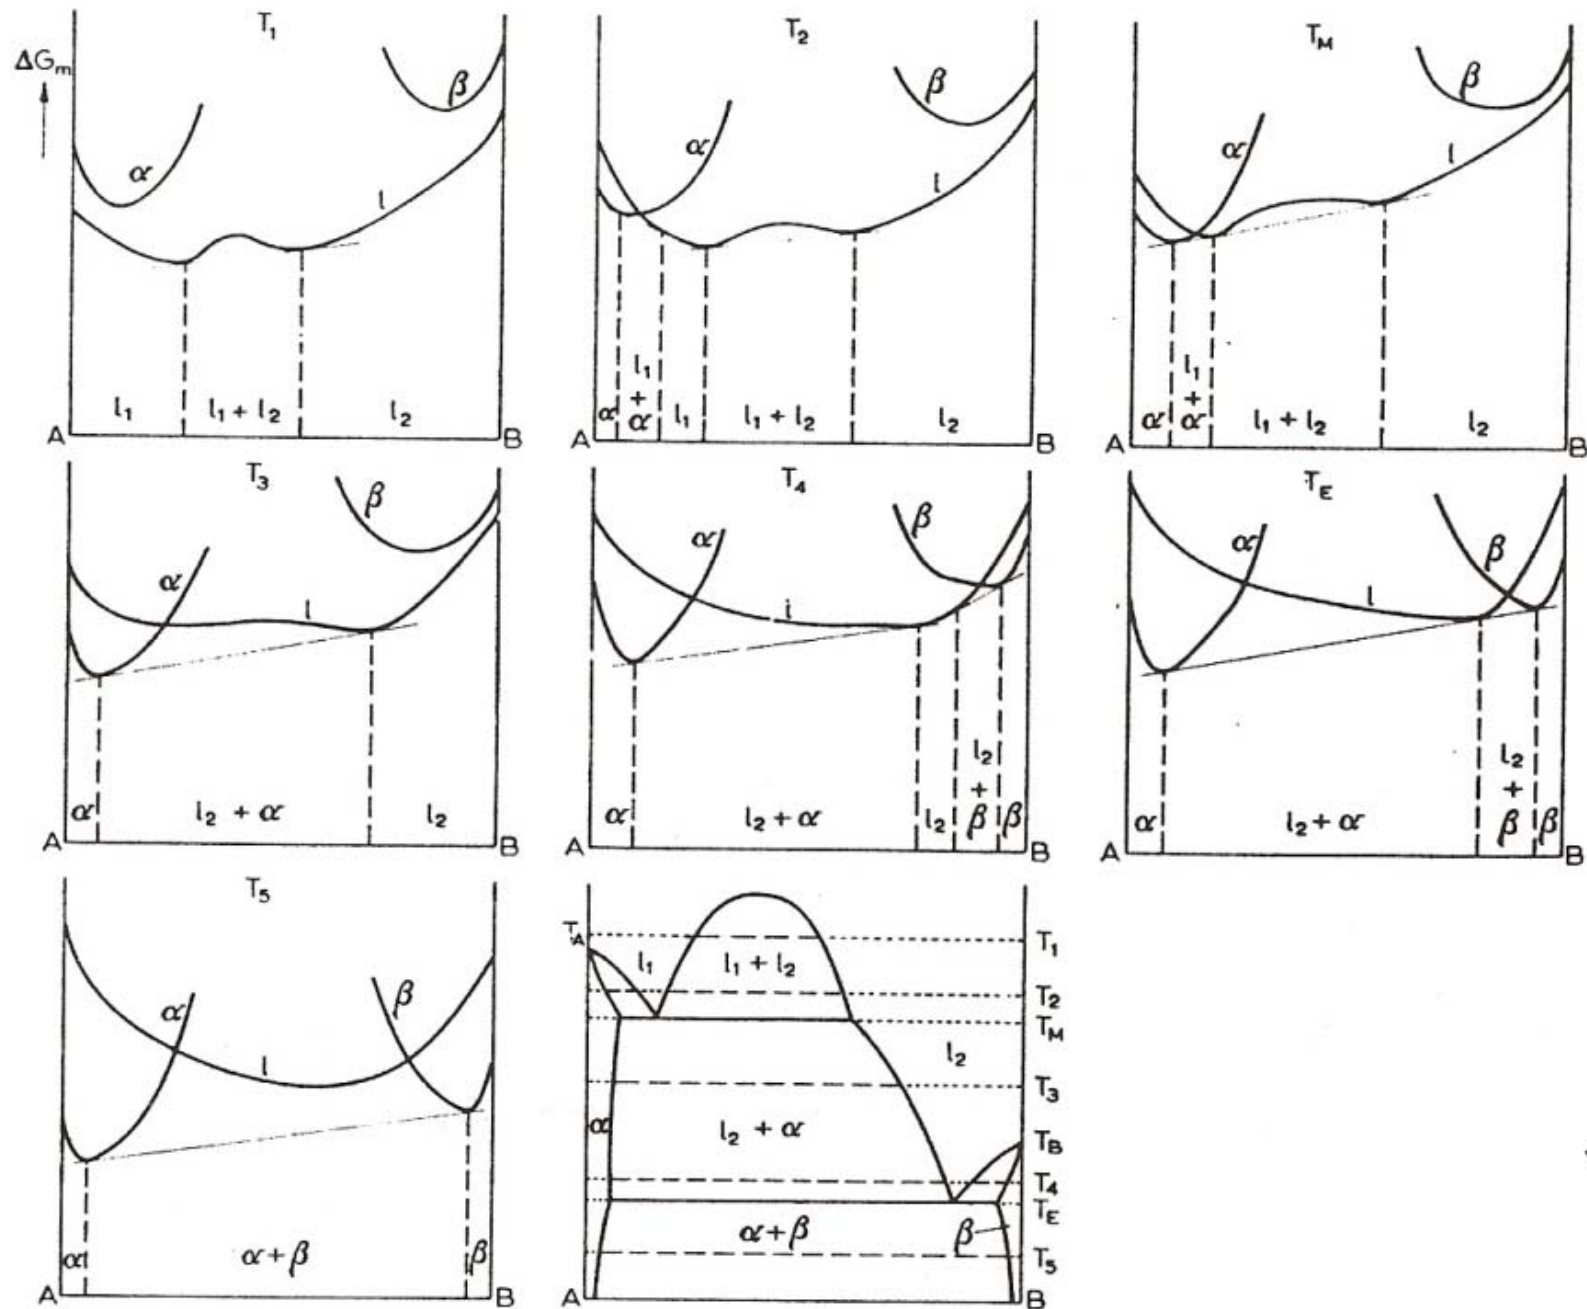 T1
ΔGm
α
β
l
l1
l1 + l2
l2
A
B
T2
α
β
l
α
l1
+
α
l1
l1 + l2
l2
A
B
TM
α
β
l
α
l1
+
α
l1 + l2
l2
A
B
T3
α
β
l
α
l2 + α
l2
A
B
T4
α
β
l
α
l2 + α
l2
l2
+
β
β
A
B
TE
α
β
l
α
l2 + α
l2
+
β
β
A
B
T5
α
β
l
α
α + β
β
A
B
TA
T1
l1
l1 + l2
T2
TM
l2
T3
α
l2 + α
TB
T4
TE
α + β
β
T5
A
B